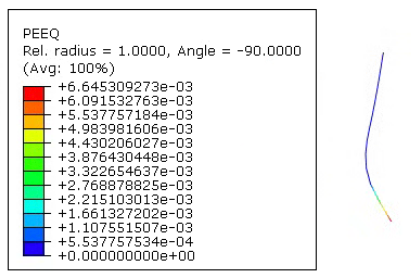 PEEQ
Rel. radius = 1.0000, Angle = -90.0000
(Avg: 100%)
+6.645309273e-03
+6.091532763e-03
+5.537757184e-03
+4.983981606e-03
+4.430206027e-03
+3.876430448e-03
+3.322654637e-03
+2.768878825e-03
+2.215103013e-03
+1.661327202e-03
+1.107551507e-03
+5.537757534e-04
+0.000000000e+00